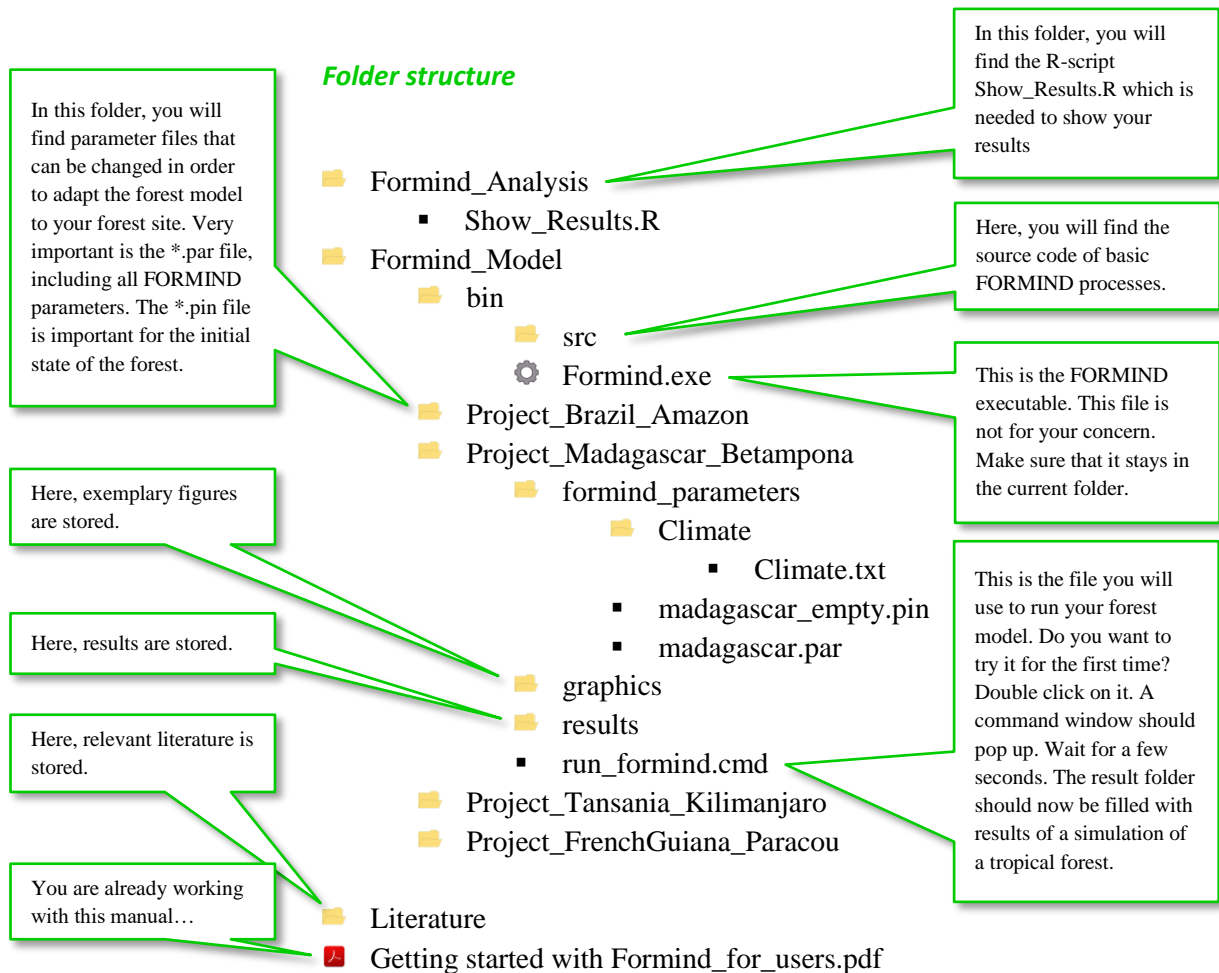 Folder structure
In this folder, you will
find parameter files that
can be changed in order
to adapt the forest model
to your forest site. Very
important is the *.par file,
including all FORMIND
parameters. The *.pin file
is important for the initial
state of the forest.
Here, exemplary figures
are stored.
Here, results are stored.
Here, relevant literature is
stored.
You are already working
with this manual…
Formind_Analysis
Show_Results.R
Formind_Model
bin
src
Formind.exe
Project_Brazil_Amazon
Project_Madagascar_Betampona
formind_parameters
Climate
Climate.txt
madagascar_empty.pin
madagascar.par
graphics
results
run_formind.cmd
Project_Tansania_Kilimanjaro
Project_FrenchGuiana_Paracou
Literature
Getting started with Formind_for_users.pdf
In this folder, you will
find the R-script
Show_Results.R which is
needed to show your
results
Here, you will find the
source code of basic
FORMIND processes.
This is the FORMIND
executable. This file is
not for your concern.
Make sure that it stays in
the current folder.
This is the file you will
use to run your forest
model. Do you want to
try it for the first time?
Double click on it. A
command window should
pop up. Wait for a few
seconds. The result folder
should now be filled with
results of a simulation of
a tropical forest.